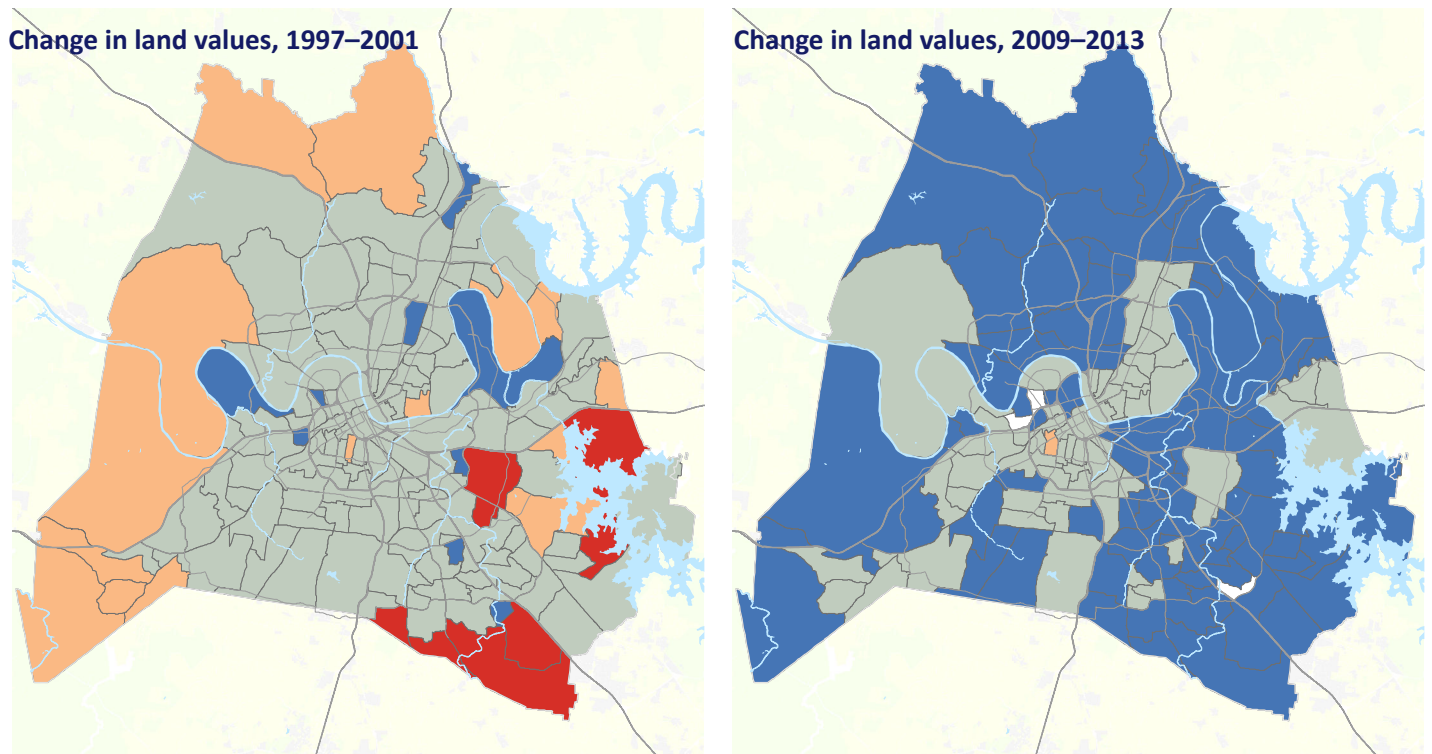 Change in land values, 1997–2001
Change in land values, 2009–2013